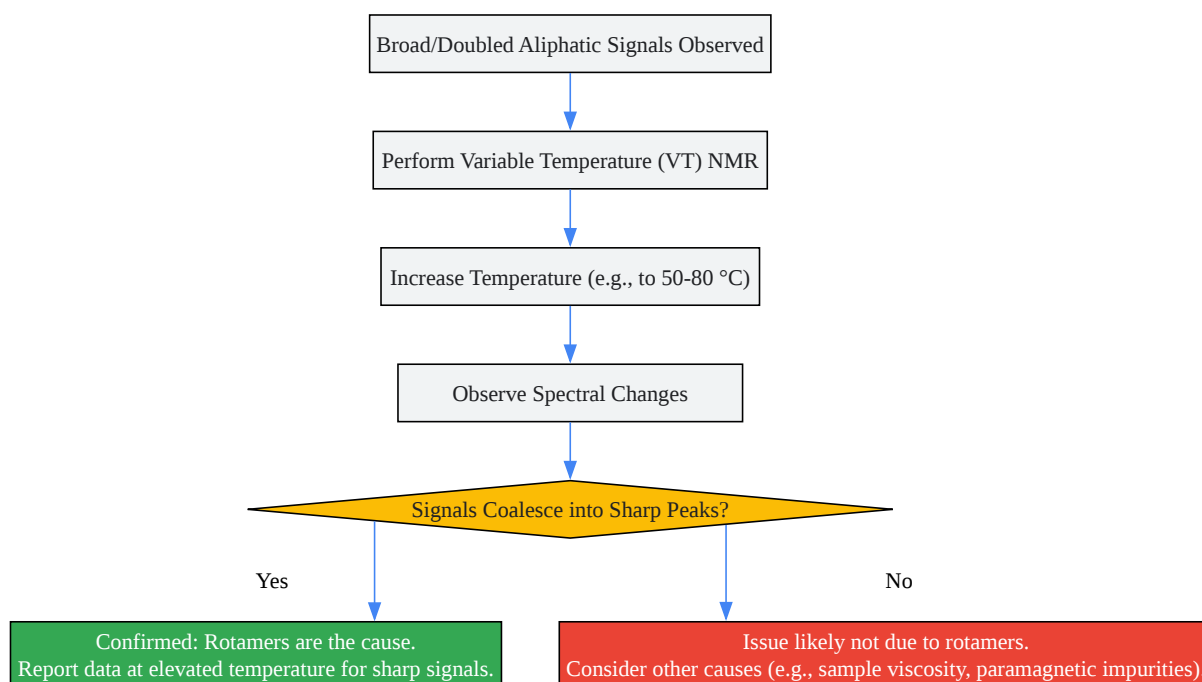 Broad/Doubled Aliphatic Signals Observed
Perform Variable Temperature (VT) NMR
Increase Temperature (e.g., to 50-80 °C)
Observe Spectral Changes
Signals Coalesce into Sharp Peaks?
Yes
No
Confirmed: Rotamers are the cause.
Report data at elevated temperature for sharp signals.
Issue likely not due to rotamers.
Consider other causes (e.g., sample viscosity, paramagnetic impurities)